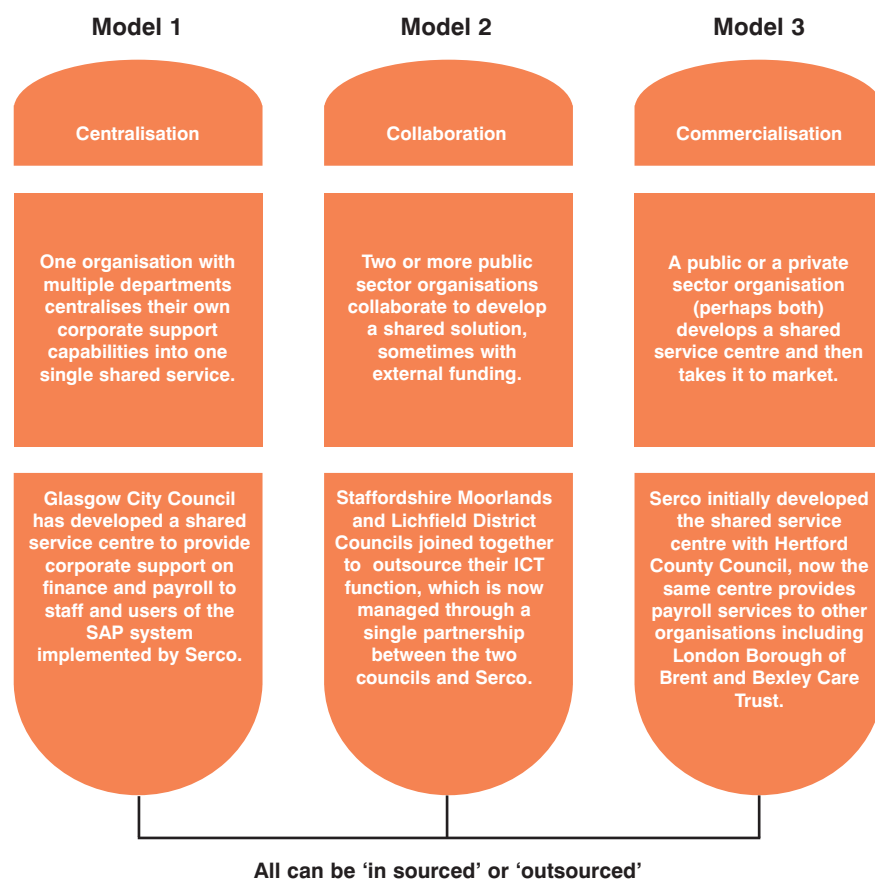 Model 1
Centralisation
One organisation with
multiple departments
centralises their own
corporate support
capabilities into one
single shared service.
Glasgow City Council
has developed a shared
service centre to provide
corporate support on
finance and payroll to
staff and users of the
SAP system
implemented by Serco.
Model 2
Collaboration
Two or more public
sector organisations
collaborate to develop
a shared solution,
sometimes with
external funding.
Staffordshire Moorlands
and Lichfield District
Councils joined together
to outsource their ICT
function, which is now
managed through a
single partnership
between the two
councils and Serco.
Model 3
Commercialisation
A public or a private
sector organisation
(perhaps both)
develops a shared
service centre and then
takes it to market.
Serco initially developed
the shared service
centre with Hertford
County Council, now the
same centre provides
payroll services to other
organisations including
London Borough of
Brent and Bexley Care
Trust.
All can be ‘in sourced’ or ‘outsourced’